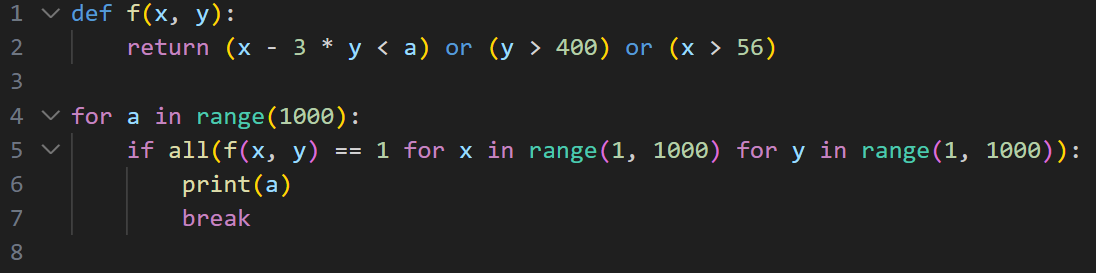 1 def f(x, y):
2     return (x - 3 * y < a) or (y > 400) or (x > 56)
3
4 for a in range(1000):
5     if all(f(x, y) == 1 for x in range(1, 1000) for y in range(1, 1000)):
6         print(a)
7         break
8